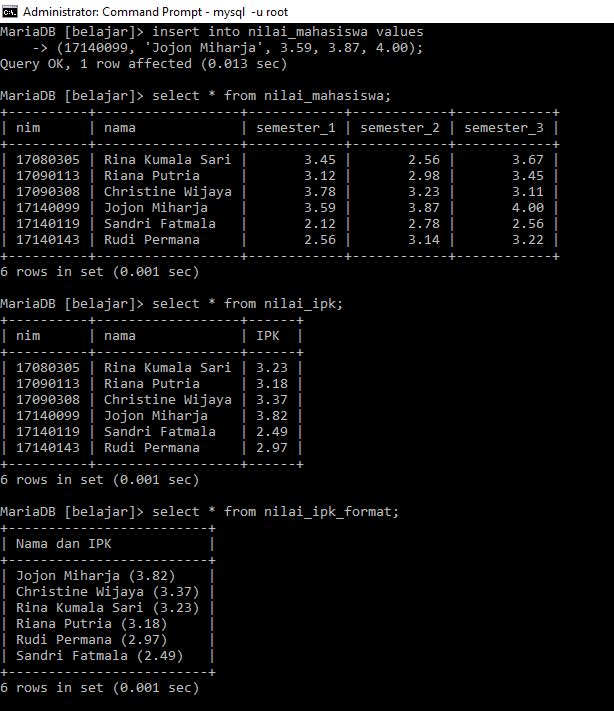 Administrator: Command Prompt - mysql  -u root
MariaDB [belajar]> insert into nilai_mahasiswa values
    -> (17140099, 'Jojon Miharja', 3.59, 3.87, 4.00);
Query OK, 1 row affected (0.013 sec)

MariaDB [belajar]> select * from nilai_mahasiswa;
+----------+-------------------+------------+------------+------------+
| nim      | nama              | semester_1 | semester_2 | semester_3 |
+----------+-------------------+------------+------------+------------+
| 17080305 | Rina Kumala Sari  |       3.45 |       2.56 |       3.67 |
| 17090113 | Riana Putria      |       3.12 |       2.98 |       3.45 |
| 17090308 | Christine Wijaya  |       3.78 |       3.23 |       3.11 |
| 17140099 | Jojon Miharja     |       3.59 |       3.87 |       4.00 |
| 17140119 | Sandri Fatmala    |       2.12 |       2.78 |       2.56 |
| 17140143 | Rudi Permana      |       2.56 |       3.14 |       3.22 |
+----------+-------------------+------------+------------+------------+
6 rows in set (0.001 sec)

MariaDB [belajar]> select * from nilai_ipk;
+----------+-------------------+------+
| nim      | nama              | IPK  |
+----------+-------------------+------+
| 17080305 | Rina Kumala Sari  | 3.23 |
| 17090113 | Riana Putria      | 3.18 |
| 17090308 | Christine Wijaya  | 3.37 |
| 17140099 | Jojon Miharja     | 3.82 |
| 17140119 | Sandri Fatmala    | 2.49 |
| 17140143 | Rudi Permana      | 2.97 |
+----------+-------------------+------+
6 rows in set (0.001 sec)

MariaDB [belajar]> select * from nilai_ipk_format;
+-------------------------+
| Nama dan IPK            |
+-------------------------+
| Jojon Miharja (3.82)    |
| Christine Wijaya (3.37) |
| Rina Kumala Sari (3.23) |
| Riana Putria (3.18)     |
| Rudi Permana (2.97)     |
| Sandri Fatmala (2.49)   |
+-------------------------+
6 rows in set (0.001 sec)